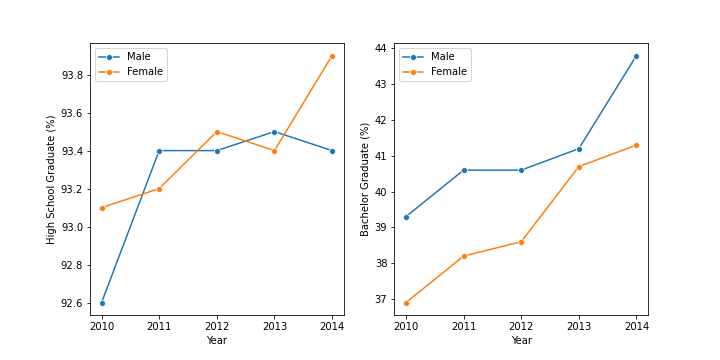 Male
Female
High School Graduate (%)
93.8
93.6
93.4
93.2
93.0
92.8
92.6
2010 2011 2012 2013 2014
Year
Male
Female
Bachelor Graduate (%)
44
43
42
41
40
39
38
37
2010 2011 2012 2013 2014
Year